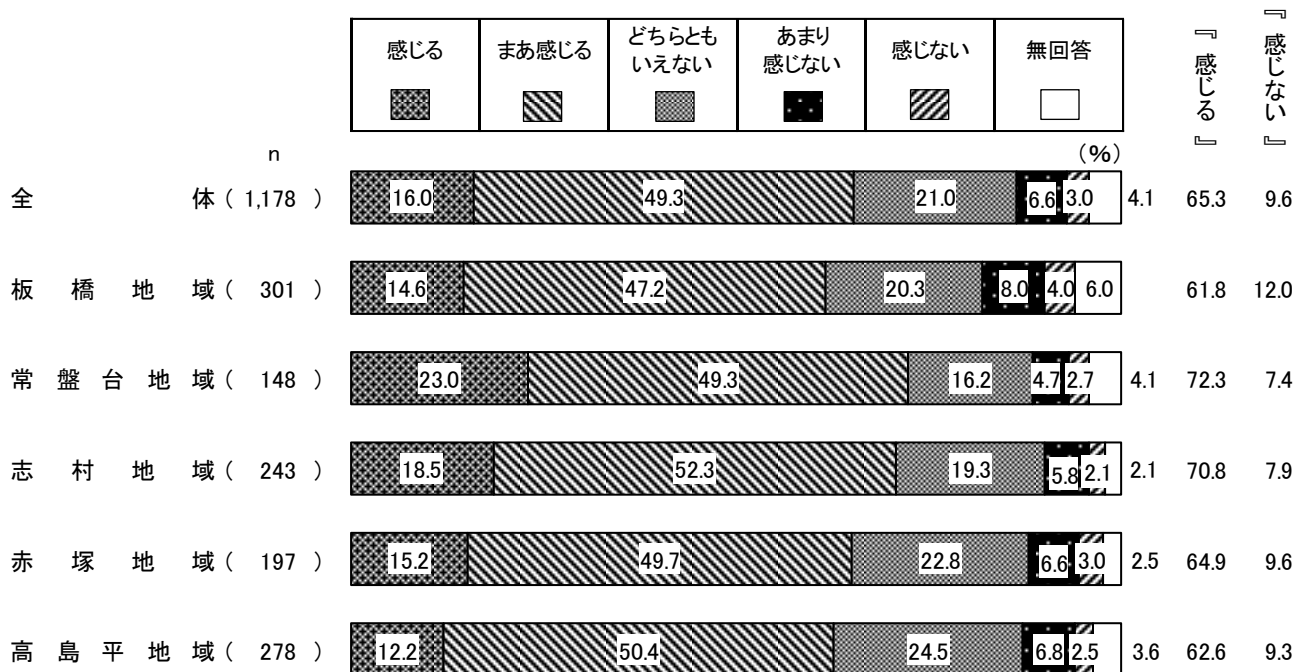 感じる まあ感じる どちらとも いえない あまり 感じない 感じない 無回答 『感じる』 『感じない』
n (%)
全体 ( 1,178 ) 16.0 49.3 21.0 6.6 3.0 4.1 65.3 9.6
板橋地域 ( 301 ) 14.6 47.2 20.3 8.0 4.0 6.0 61.8 12.0
常盤台地域 ( 148 ) 23.0 49.3 16.2 4.7 2.7 4.1 72.3 7.4
志村地域 ( 243 ) 18.5 52.3 19.3 5.8 2.1 2.1 70.8 7.9
赤塚地域 ( 197 ) 15.2 49.7 22.8 6.6 3.0 2.5 64.9 9.6
高島平地域 ( 278 ) 12.2 50.4 24.5 6.8 2.5 3.6 62.6 9.3